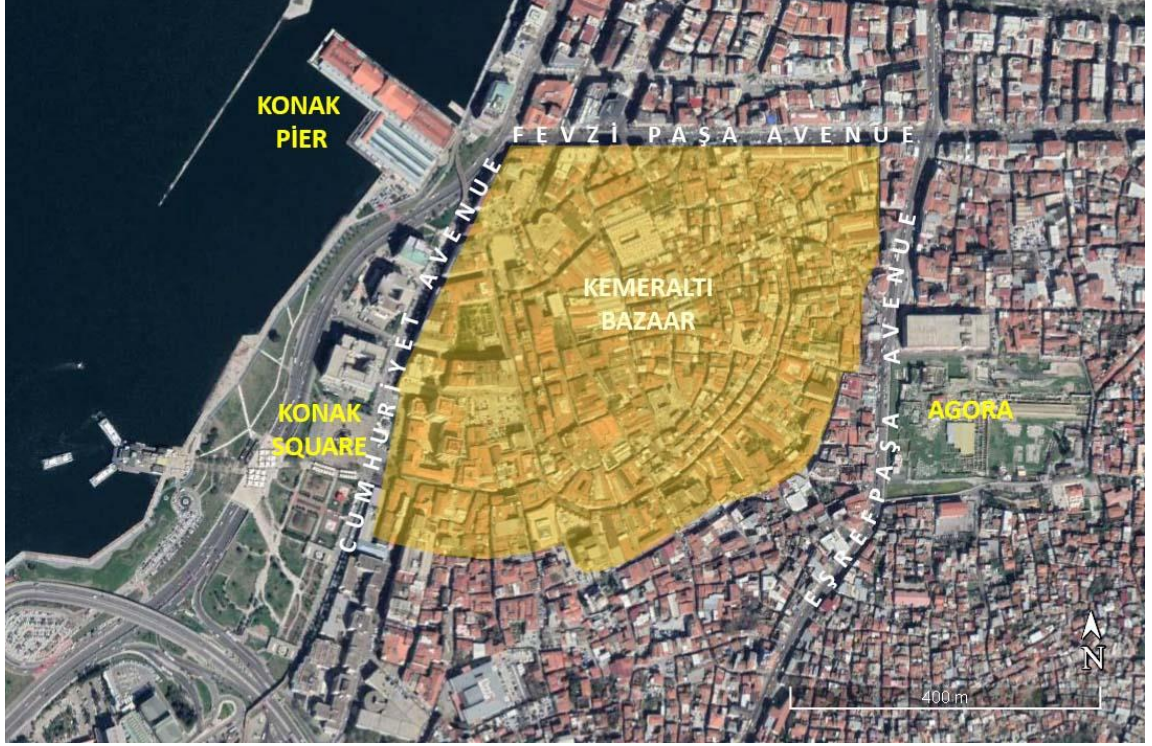 KONAK
PİER
FEVZİ PAŞA AVENUE
CUMHURİYET AVENUE
KEMERALTI
BAZAAR
EŞREFPAŞA AVENUE
KONAK
SQUARE
AGORA
N
400 m